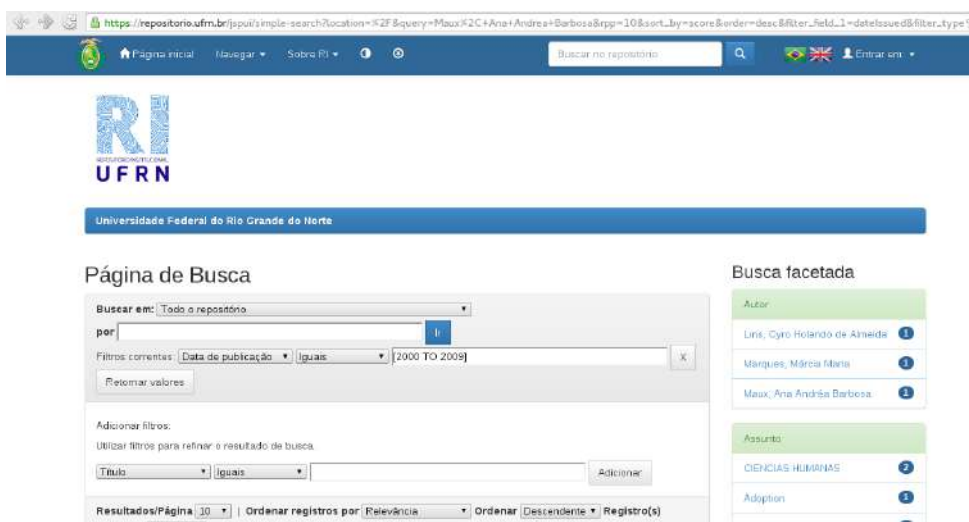 https://repositorio.ufrn.br/jspui/simple-search?location=%2F&query=Maux%2C+Ana+Andrea+Barbosa&rpp=10&sort_by=score&order=desc&filter_field_1=dateIssued&filter_type
Página inicial Navegar Sobre RI Buscar no repositório Entrar em:
RI
REPOSITÓRIO INSTITUCIONAL
UFRN
Universidade Federal do Rio Grande do Norte
Página de Busca
Buscar em: Todo o repositório
por Ir
Filtros correntes: Data de publicação Iguais [2000 TO 2009] X
Retornar valores
Adicionar filtros:
Utilizar filtros para refinar o resultado de busca.
Título Iguais Adicionar
Resultados/Página 10 | Ordenar registros por Relevância Ordenar Descendente Registro(s)
Busca facetada
Autor
Lins, Cyro Holando de Almeida 1
Marques, Márcia Maria 1
Maux, Ana Andréa Barbosa 1
Assunto
CIENCIAS HUMANAS 2
Adoption 1